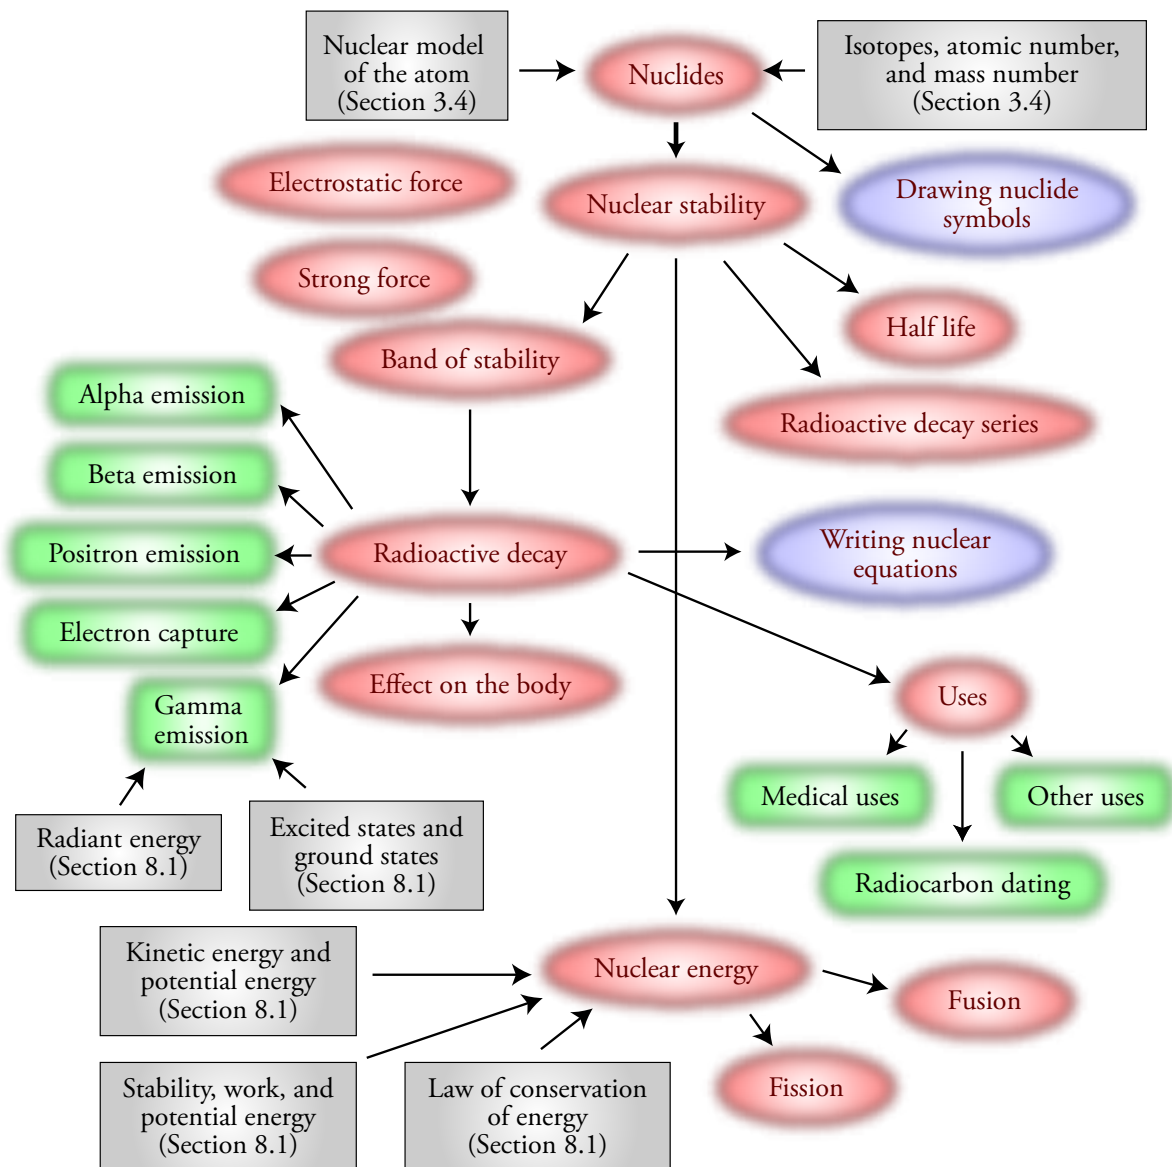 Nuclear model
of the atom
(Section 3.4)
Nuclides
Isotopes, atomic number,
and mass number
(Section 3.4)
Electrostatic force
Nuclear stability
Drawing nuclide
symbols
Strong force
Half life
Band of stability
Alpha emission
Radioactive decay series
Beta emission
Positron emission
Radioactive decay
Writing nuclear
equations
Electron capture
Effect on the body
Uses
Gamma
emission
Medical uses
Other uses
Radiant energy
(Section 8.1)
Excited states and
ground states
(Section 8.1)
Radiocarbon dating
Kinetic energy and
potential energy
(Section 8.1)
Nuclear energy
Fusion
Stability, work, and
potential energy
(Section 8.1)
Law of conservation
of energy
(Section 8.1)
Fission